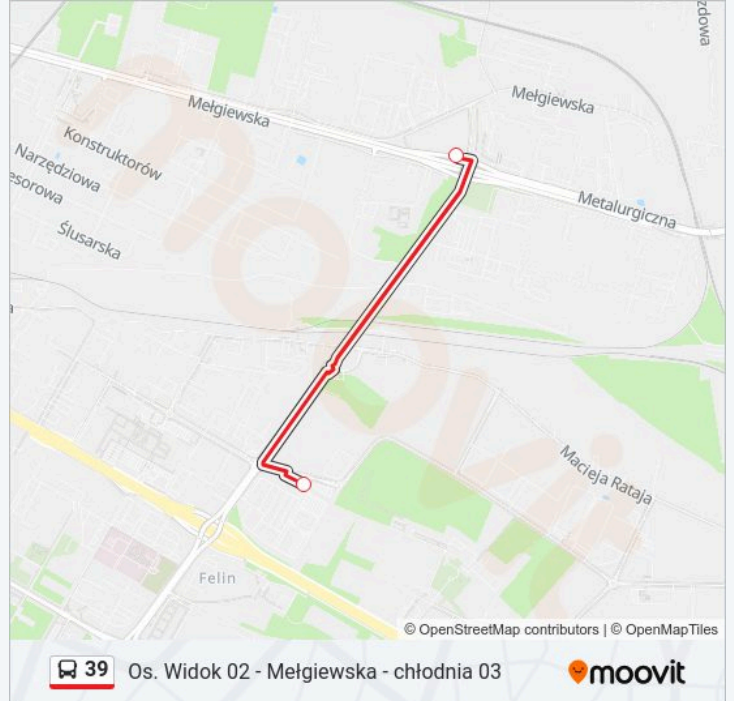 zdowa
Mełgiewska
Mełgiewska
Konstruktorów
Narzędziowa
esorowa
Metalurgiczna
Ślusarska
a
Macieja Rataja
Felin
moovit
© OpenStreetMap contributors | © OpenMapTiles
39 Os. Widok 02 - Mełgiewska - chłodnia 03
moovit